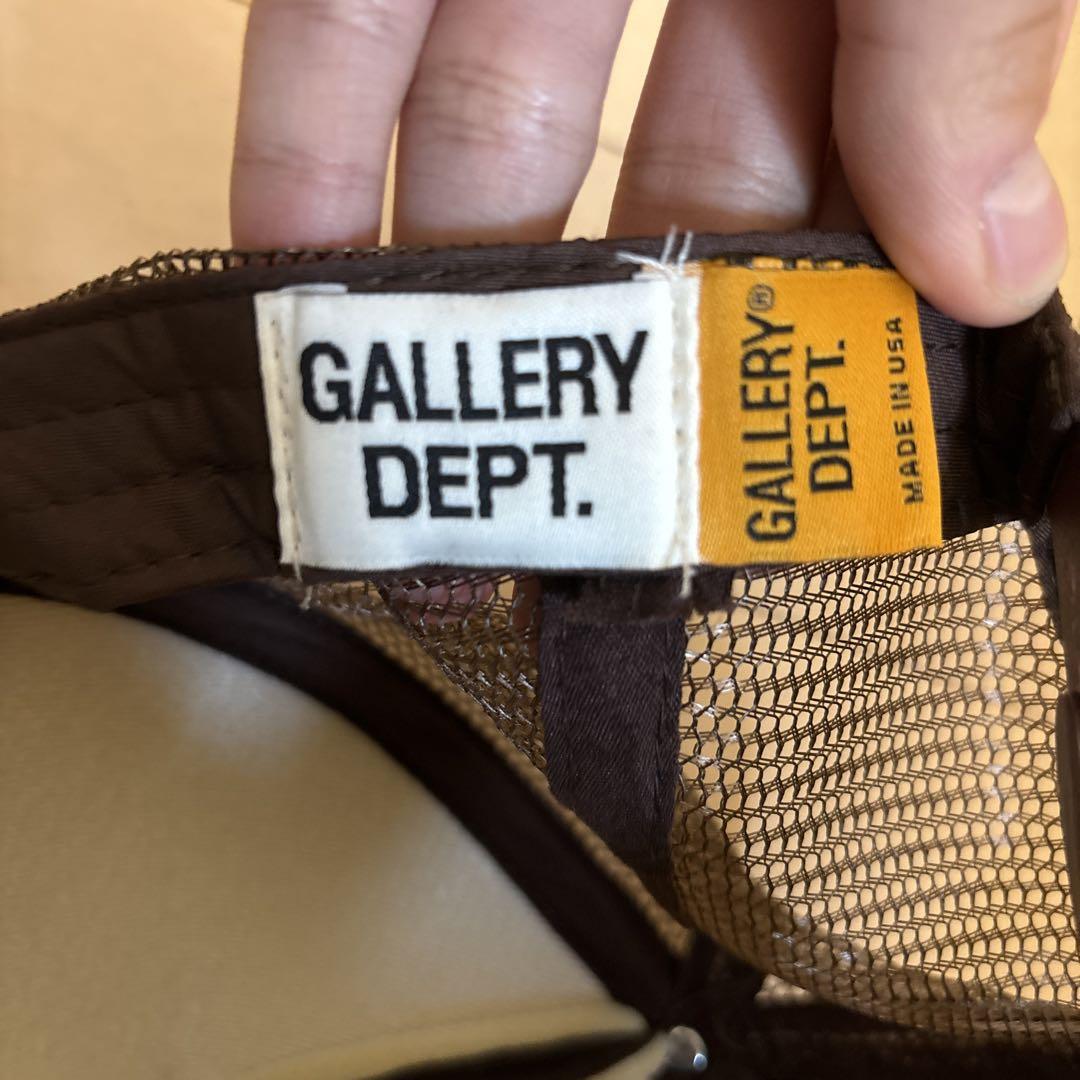 GALLERY
DEPT.
GALLERY®
DEPT.
MADE IN USA